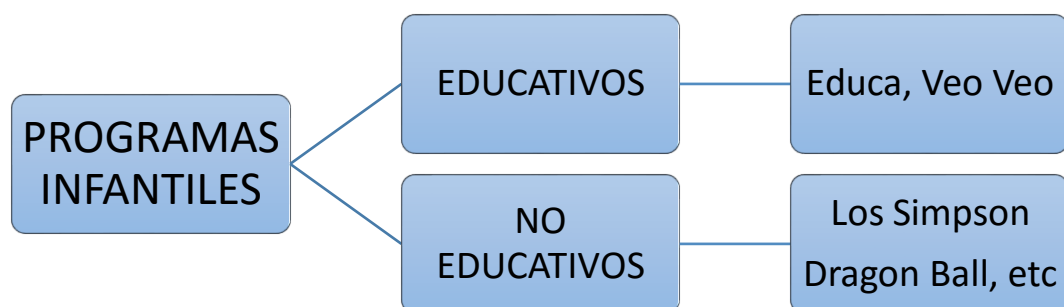 PROGRAMAS
INFANTILES
EDUCATIVOS
Educa, Veo Veo
NO
EDUCATIVOS
Los Simpson
Dragon Ball, etc